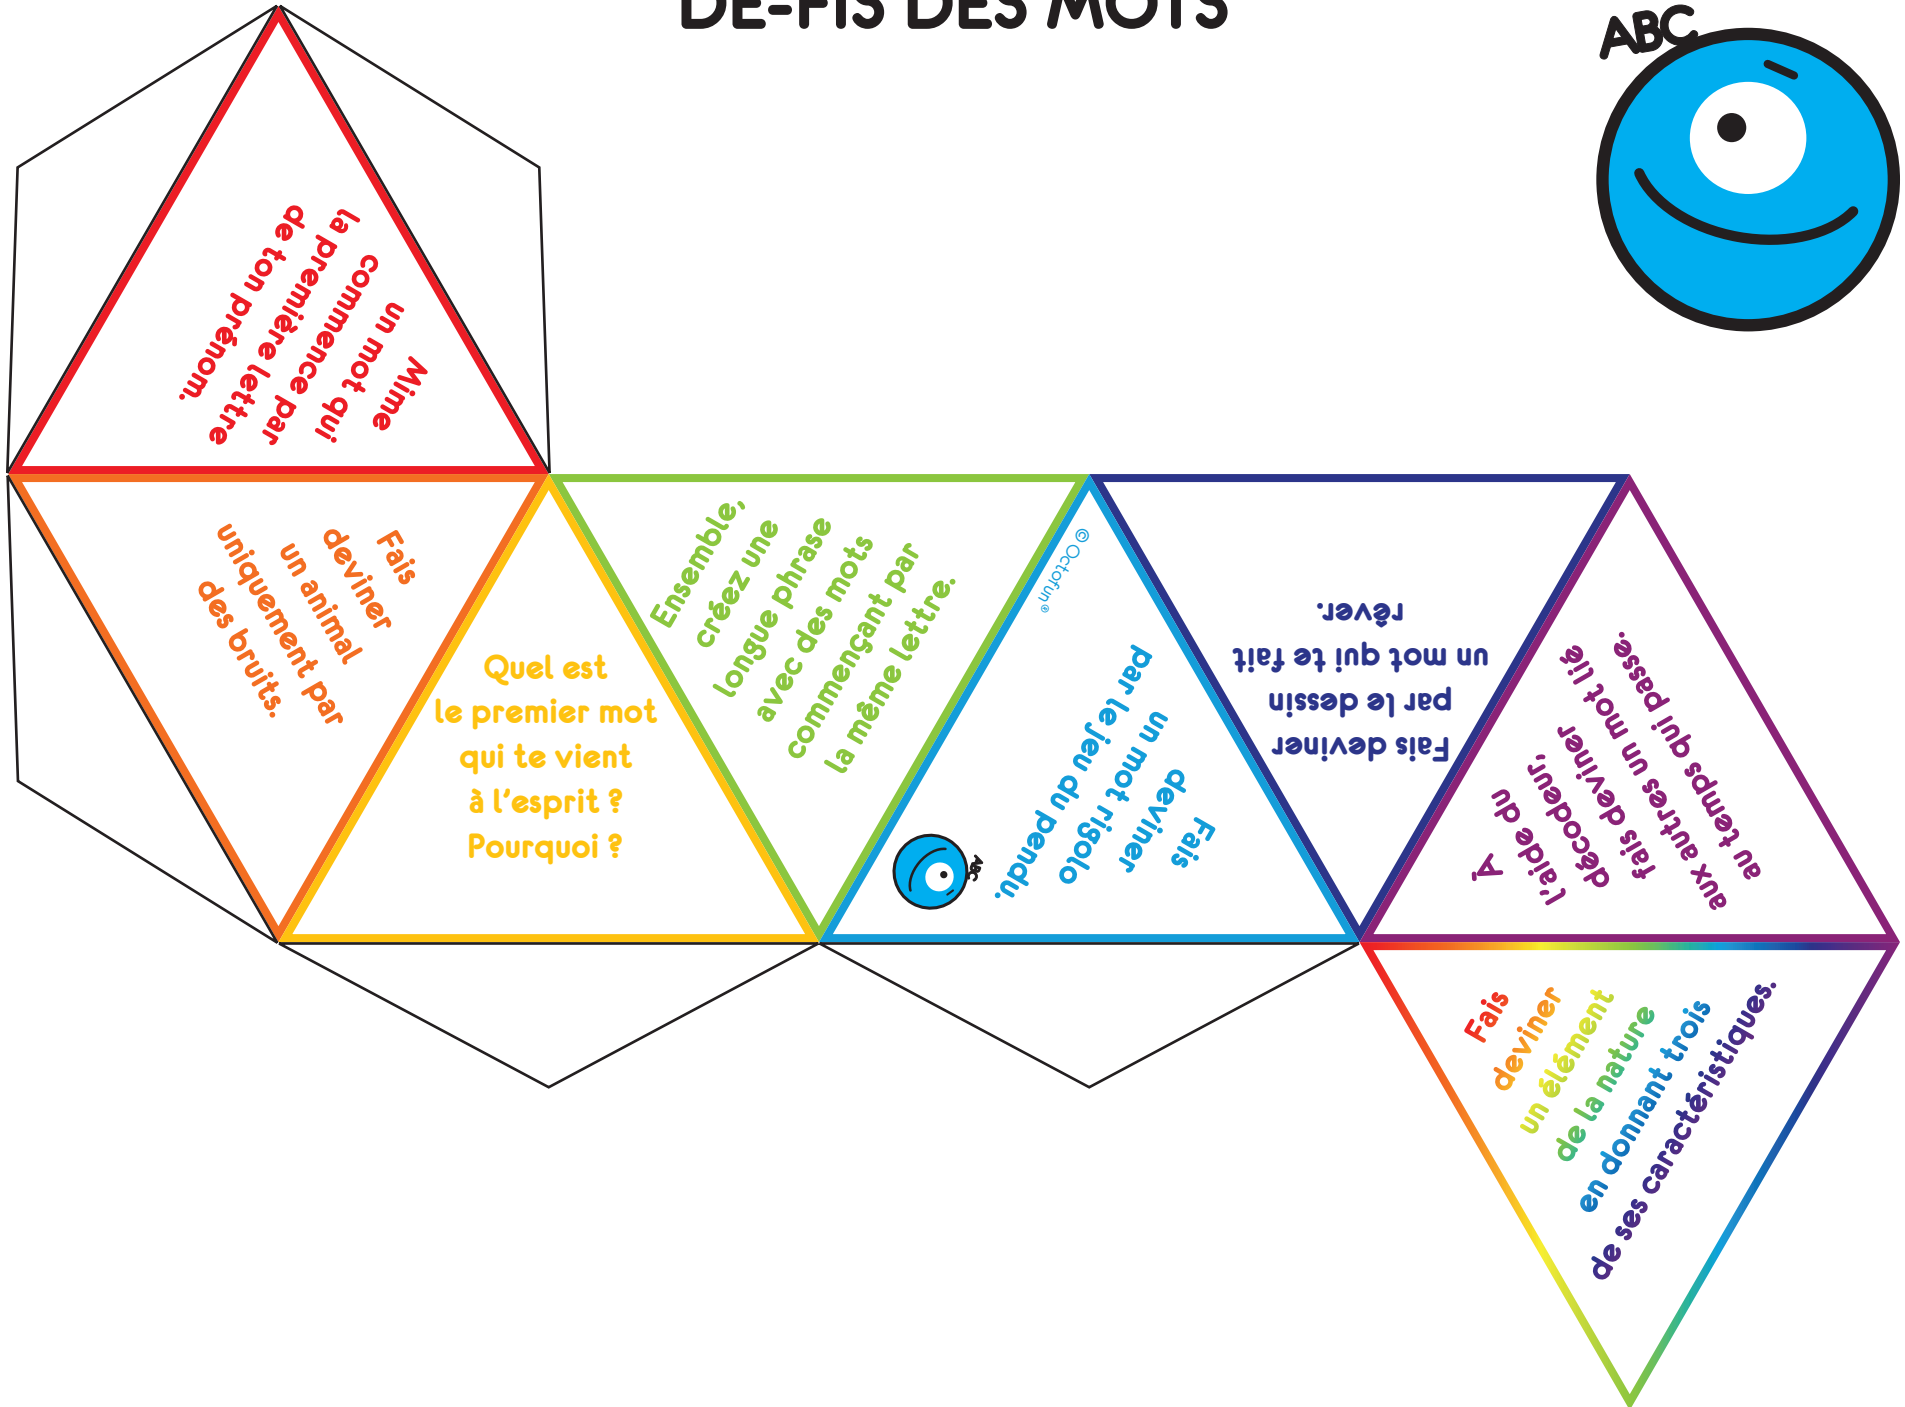 DÉ-FIS DES MOTS
ABC
Mime
un mot qui
commence par
la première lettre
de ton prénom.
Fais
deviner
un animal
uniquement par
des bruits.
Quel est
le premier mot
qui te vient
à l'esprit ?
Pourquoi ?
Ensemble,
créez une
longue phrase
avec des mots
commençant par
la même lettre.
© Octofun®
Fais
deviner
un mot rigolo
par le jeu du pendu.
ABC
Fais deviner
par le dessin
un mot qui te fait
rêver.
À
l'aide du
décodeur,
fais deviner
aux autres un mot lié
au temps qui passe.
Fais
deviner
un élément
de la nature
en donnant trois
de ses caractéristiques.